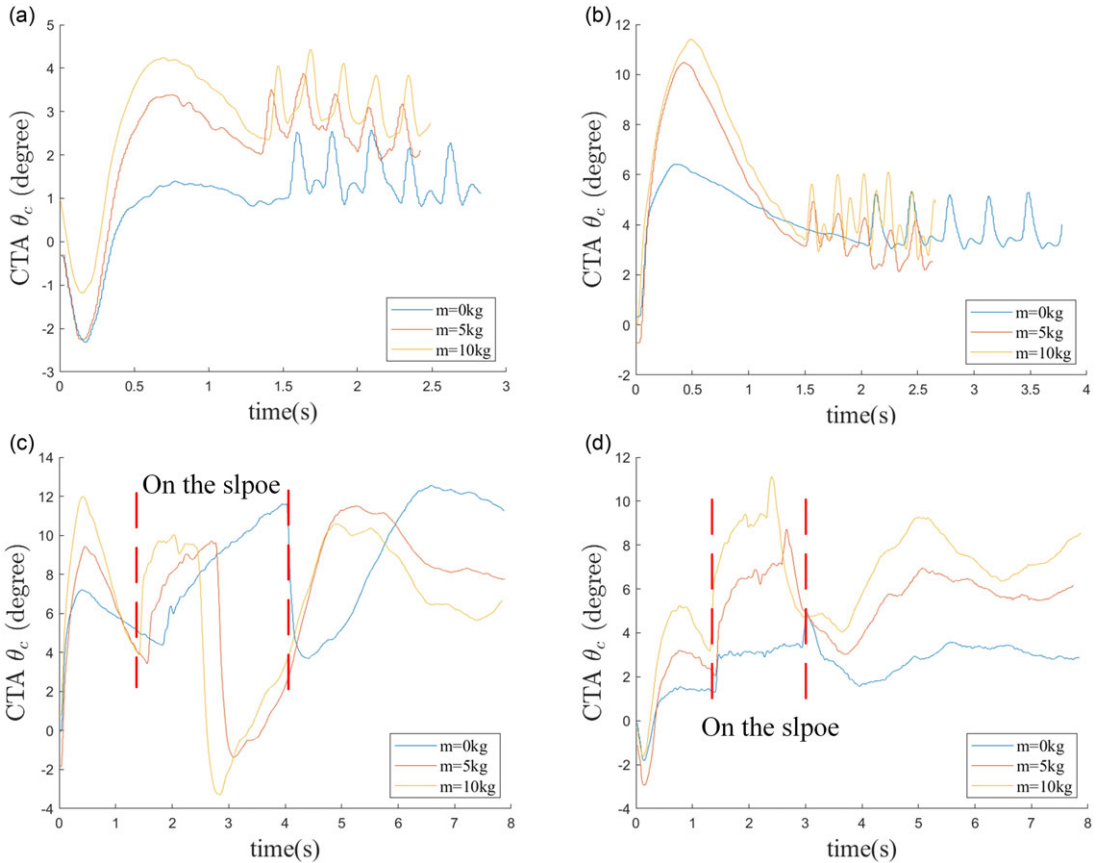 (a)
5
4
3
2
1
0
-1
-2
-3
CTA θc (degree)
0 0.5 1 1.5 2 2.5 3
time(s)
m=0kg
m=5kg
m=10kg
(b)
12
10
8
6
4
2
0
-2
CTA θc (degree)
0 0.5 1 1.5 2 2.5 3 3.5 4
time(s)
m=0kg
m=5kg
m=10kg
(c)
14
12
10
8
6
4
2
0
-2
-4
CTA θc (degree)
On the slpoe
0 1 2 3 4 5 6 7 8
time(s)
m=0kg
m=5kg
m=10kg
(d)
12
10
8
6
4
2
0
-2
-4
CTA θc (degree)
On the slpoe
0 1 2 3 4 5 6 7 8
time(s)
m=0kg
m=5kg
m=10kg